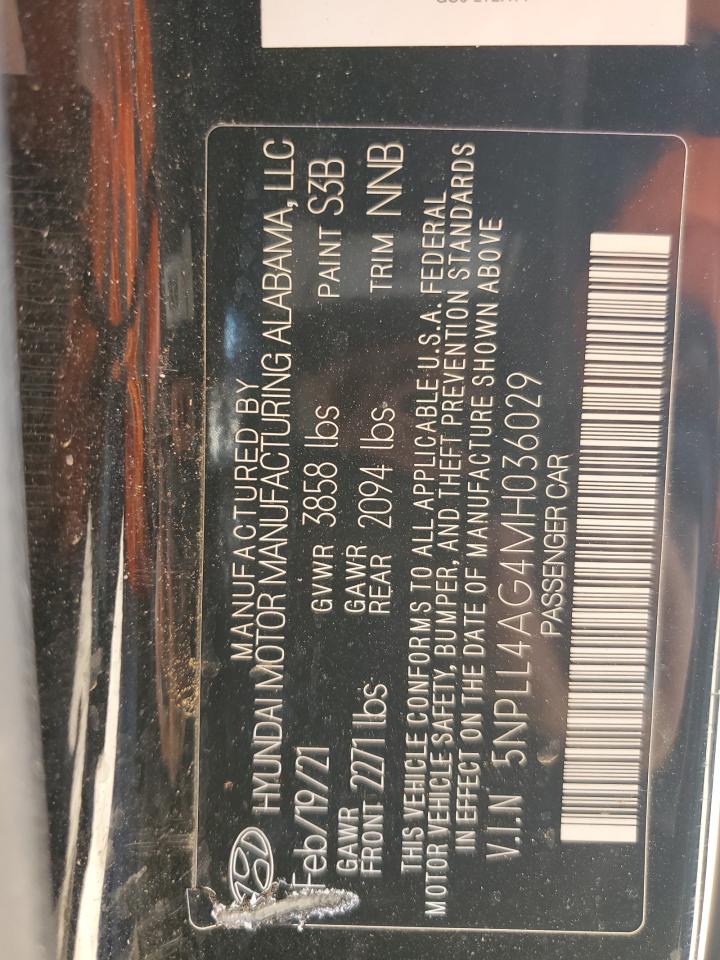 MANUFACTURED BY
HYUNDAI MOTOR MANUFACTURING ALABAMA, LLC
Feb/19/21 GVWR 3858 lbs PAINT S3B
GAWR FRONT 2271 lbs GAWR REAR 2094 lbs TRIM NNB
THIS VEHICLE CONFORMS TO ALL APPLICABLE U.S.A. FEDERAL
MOTOR VEHICLE SAFETY, BUMPER, AND THEFT PREVENTION STANDARDS
IN EFFECT ON THE DATE OF MANUFACTURE SHOWN ABOVE
V.I.N 5NPLL4AG4MH036029
PASSENGER CAR